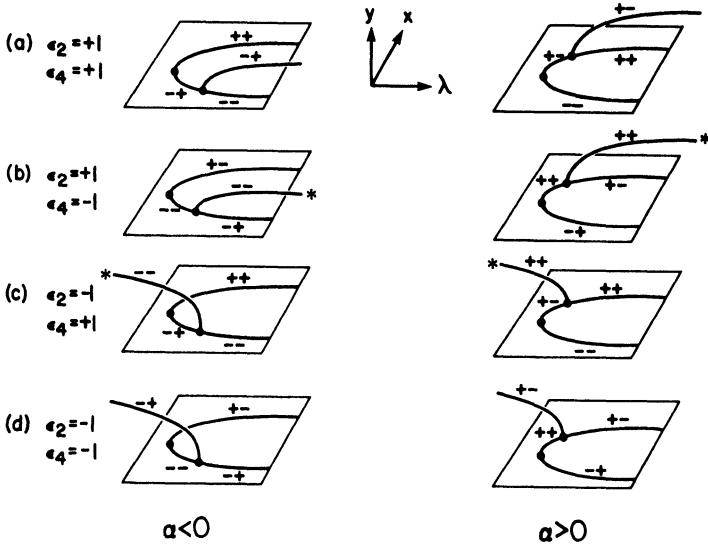 (a) ϵ2=+1
ϵ4=+1
++
-+
-+
--
y
x
λ
+-
+-
++
--
(b) ϵ2=+1
ϵ4=-1
+-
--
*
--
-+
++
*
++
+-
-+
(c) ϵ2=-1
ϵ4=+1
*
--
++
-+
--
*
++
++
+-
--
(d) ϵ2=-1
ϵ4=-1
-+
+-
--
-+
+-
+-
++
-+
α<0
α>0